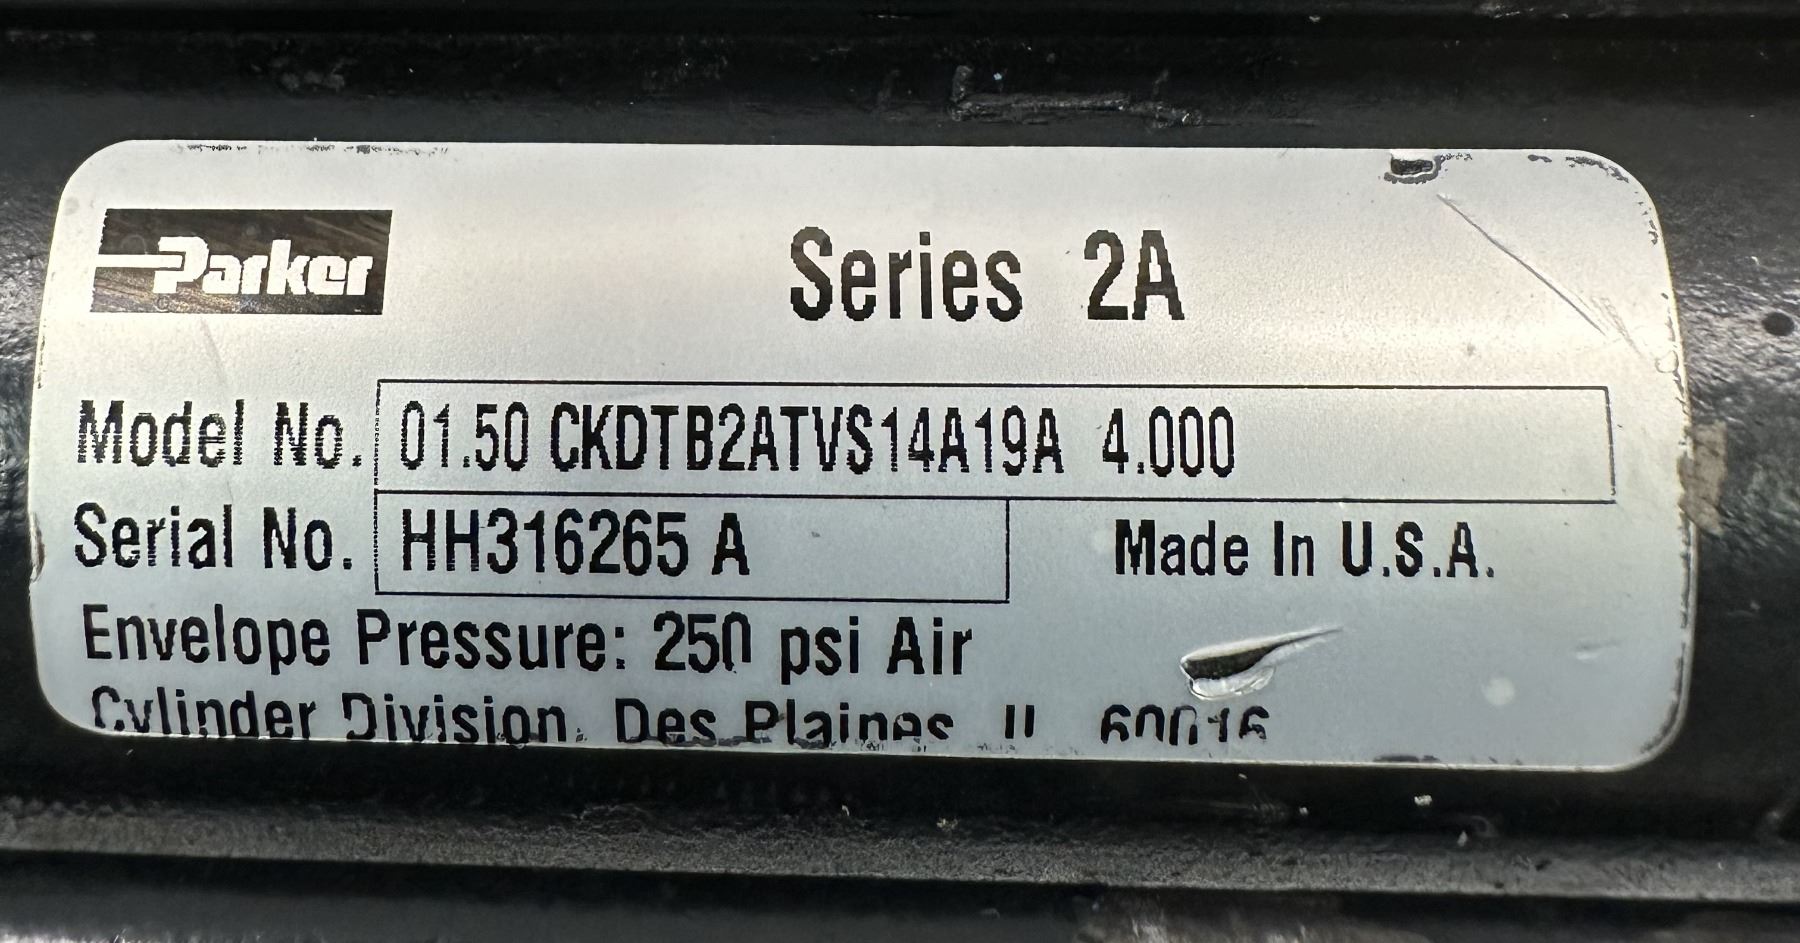 Parker
Series 2A
Model No. 01.50 CKDTB2ATVS14A19A 4.000
Serial No. HH316265 A
Made In U.S.A.
Envelope Pressure: 250 psi Air
Cylinder Division, Des Plaines IL 60016